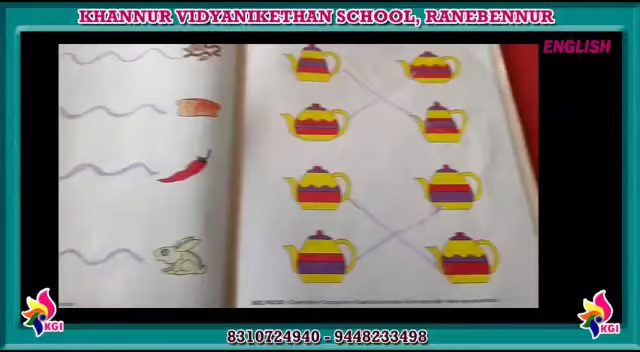 KHANNUR VIDYANIKETHAN SCHOOL, RANEBENNUR
ENGLISH
KGI
KGI
8310724940 - 9448233498